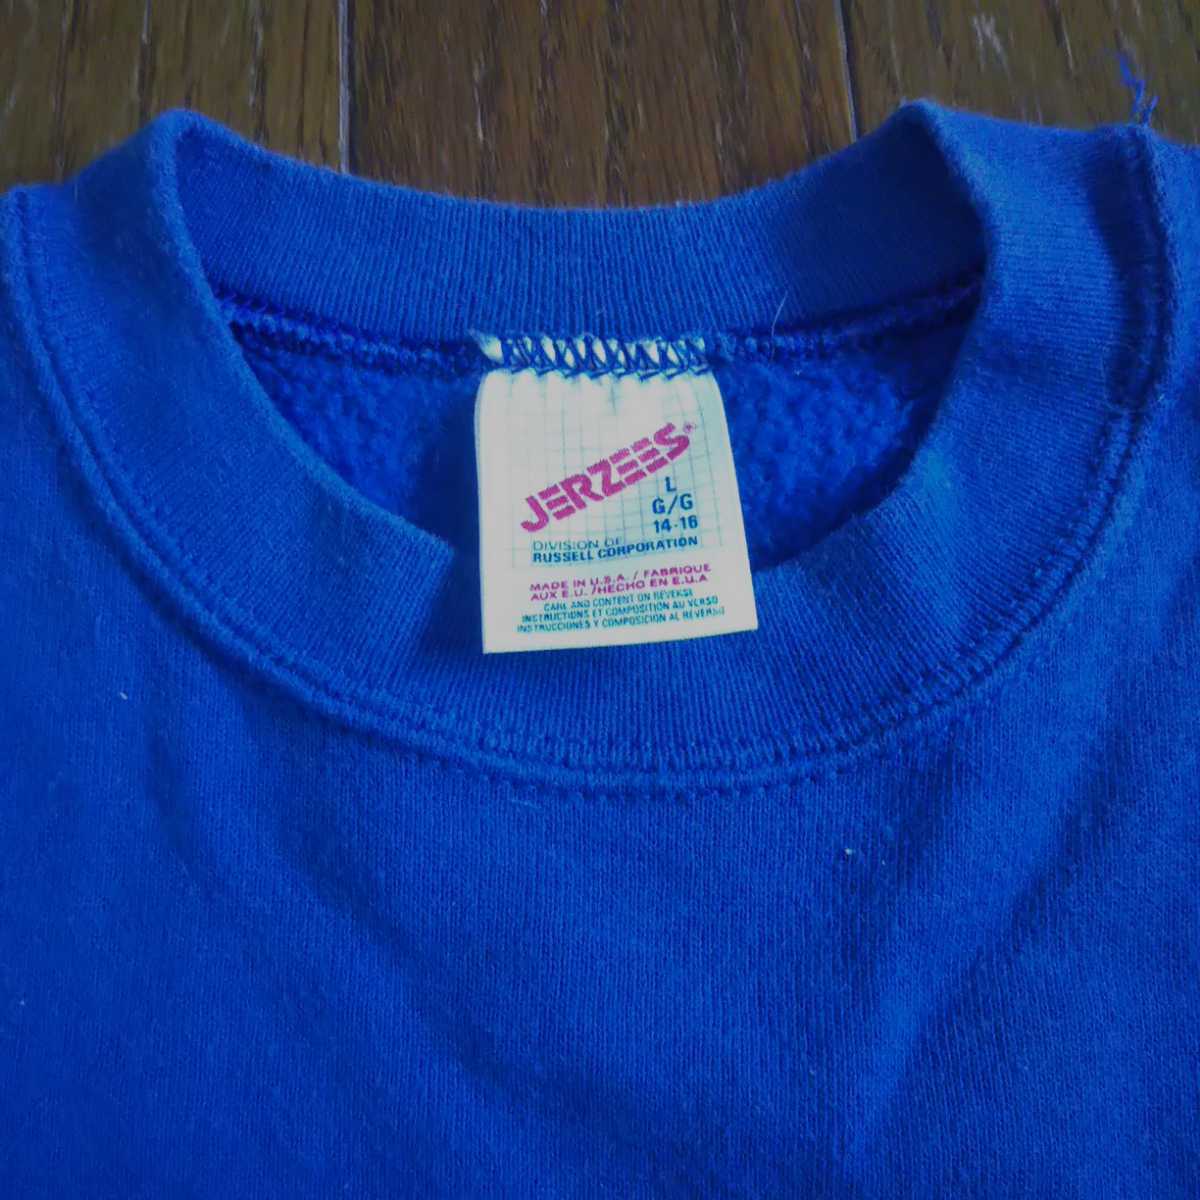 JERZEES®
L
G/G
14-16
DIVISION OF
RUSSELL CORPORATION
MADE IN U.S.A. / FABRIQUE
AUX E.U. /HECHO EN E.U.A
CARE AND CONTENT ON REVERSE
INSTRUCTIONS ET COMPOSITION AU VERSO
INSTRUCCIONES Y COMPOSICION AL REVERSO